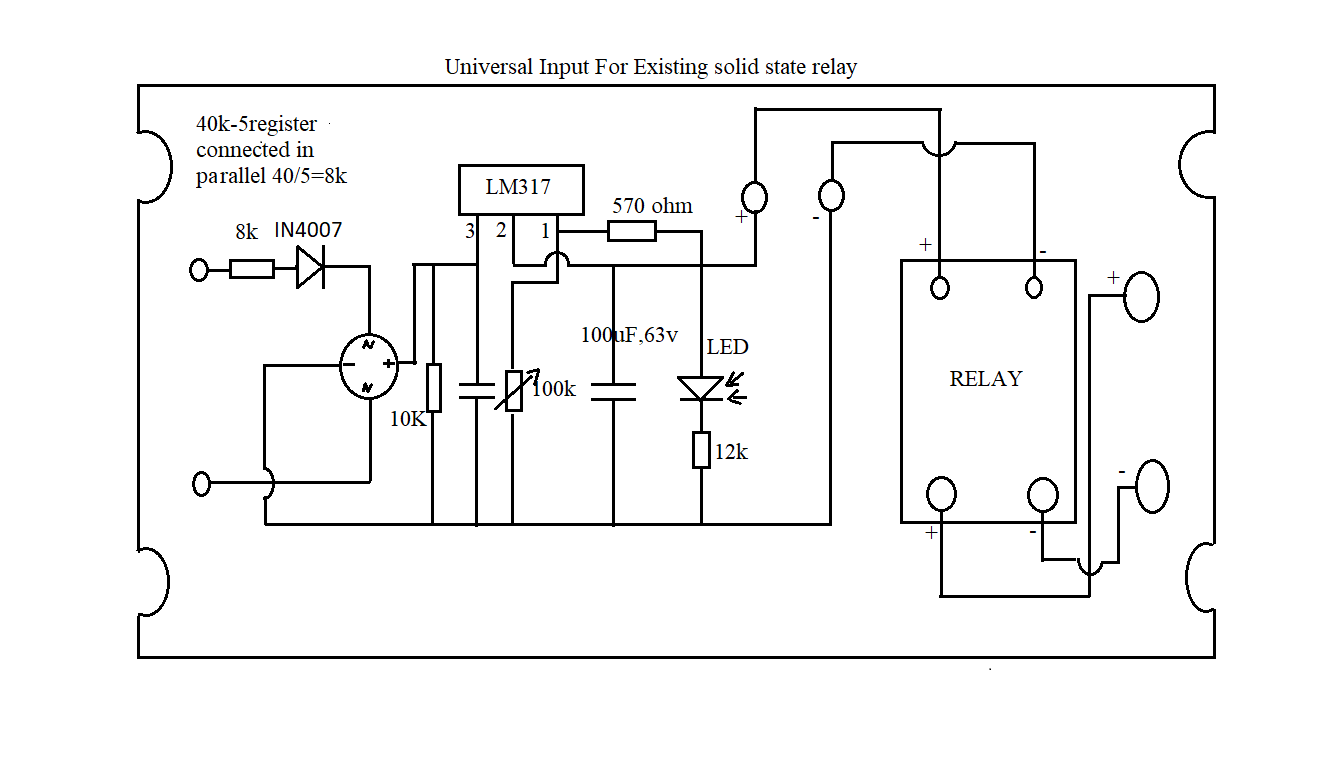 Universal Input For Existing solid state relay
40k-5register
connected in
parallel 40/5=8k
8k IN4007
LM317
3 2 1
570 ohm
+ -
+ -
+
N
- +
N
10K
100k
100uF,63v
LED
12k
RELAY
-
+ -